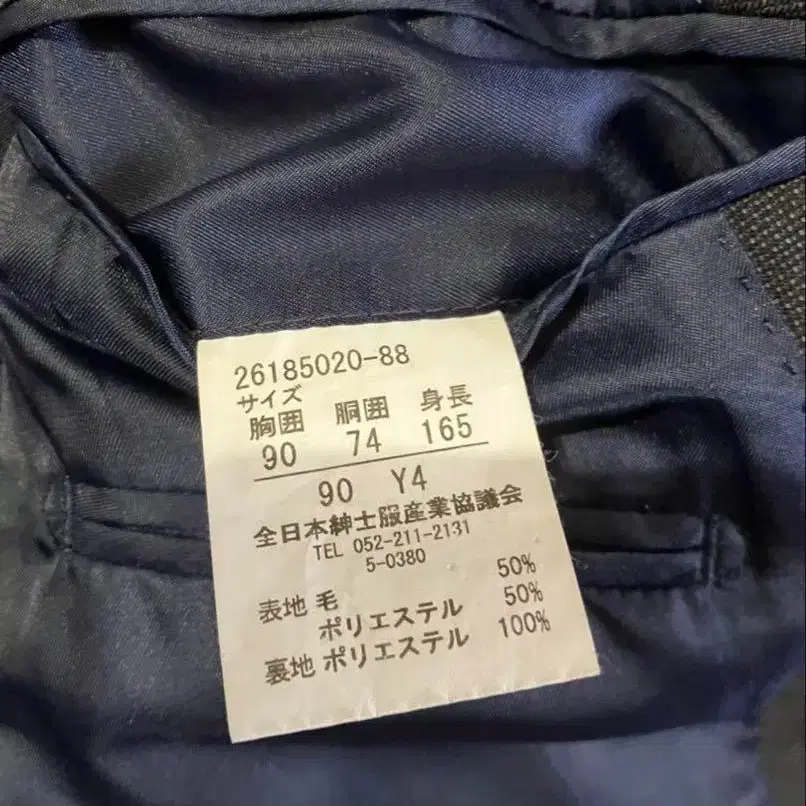 26185020-88
サイズ
胸囲 胴囲 身長
90 74 165
90 Y4
全日本紳士服産業協議会
TEL 052-211-2131
5-0380
表地 毛 50%
ポリエステル 50%
裏地 ポリエステル 100%